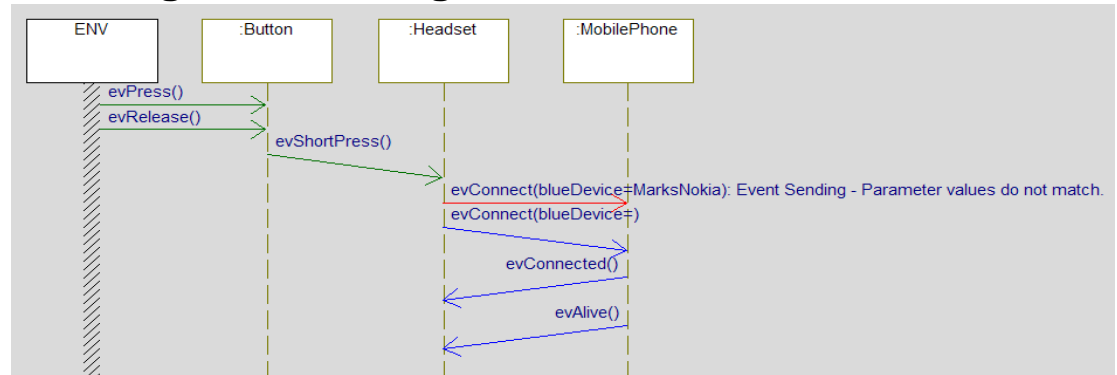 ENV
:Button
:Headset
:MobilePhone
evPress()
evRelease()
evShortPress()
evConnect(blueDevice=MarksNokia): Event Sending - Parameter values do not match.
evConnect(blueDevice=)
evConnected()
evAlive()